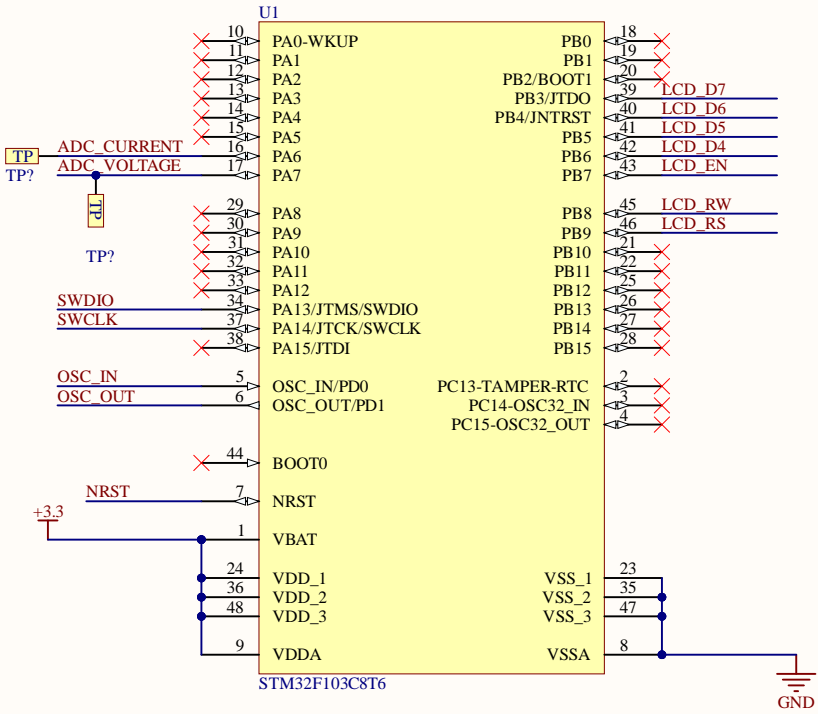 U1
10 PA0-WKUP PB0 18
11 PA1 PB1 19
12 PA2 PB2/BOOT1 20
13 PA3 PB3/JTDO 39 LCD_D7
14 PA4 PB4/JNTRST 40 LCD_D6
15 PA5 PB5 41 LCD_D5
TP ADC_CURRENT 16 PA6 PB6 42 LCD_D4
TP? ADC_VOLTAGE 17 PA7 PB7 43 LCD_EN
TP
29 PA8 PB8 45 LCD_RW
30 PA9 PB9 46 LCD_RS
TP? 31 PA10 PB10 21
32 PA11 PB11 22
33 PA12 PB12 25
SWDIO 34 PA13/JTMS/SWDIO PB13 26
SWCLK 37 PA14/JTCK/SWCLK PB14 27
38 PA15/JTDI PB15 28
OSC_IN 5 OSC_IN/PD0 PC13-TAMPER-RTC 2
OSC_OUT 6 OSC_OUT/PD1 PC14-OSC32_IN 3
PC15-OSC32_OUT 4
44 BOOT0
NRST 7 NRST
+3.3
1 VBAT
24 VDD_1 VSS_1 23
36 VDD_2 VSS_2 35
48 VDD_3 VSS_3 47
9 VDDA VSSA 8
STM32F103C8T6
GND